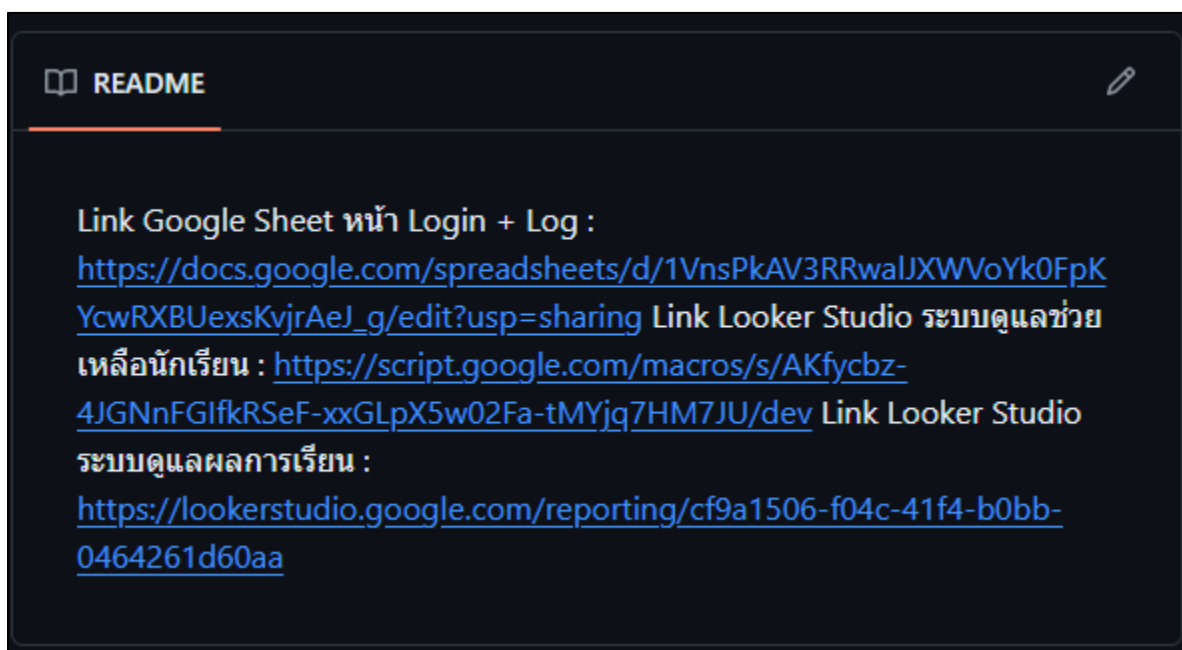 README
Link Google Sheet หน้า Login + Log :
https://docs.google.com/spreadsheets/d/1VnsPkAV3RRwalJXWVoYk0FpK
YcwRXBUexsKvjrAeJ_g/edit?usp=sharing Link Looker Studio ระบบดูแลช่วย
เหลือนักเรียน : https://script.google.com/macros/s/AKfycbz-
4JGNnFGIfkRSeF-xxGLpX5w02Fa-tMYjq7HM7JU/dev Link Looker Studio
ระบบดูแลผลการเรียน :
https://lookerstudio.google.com/reporting/cf9a1506-f04c-41f4-b0bb-
0464261d60aa